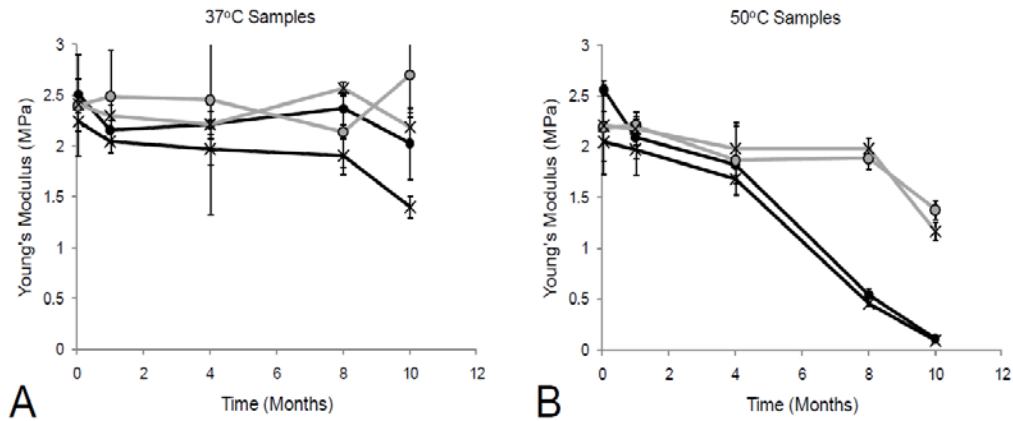 37°C Samples
3
2.5
2
1.5
1
0.5
0
Young's Modulus (MPa)
0 2 4 6 8 10 12
Time (Months)
A
50°C Samples
3
2.5
2
1.5
1
0.5
0
Young's Modulus (MPa)
0 2 4 6 8 10 12
Time (Months)
B